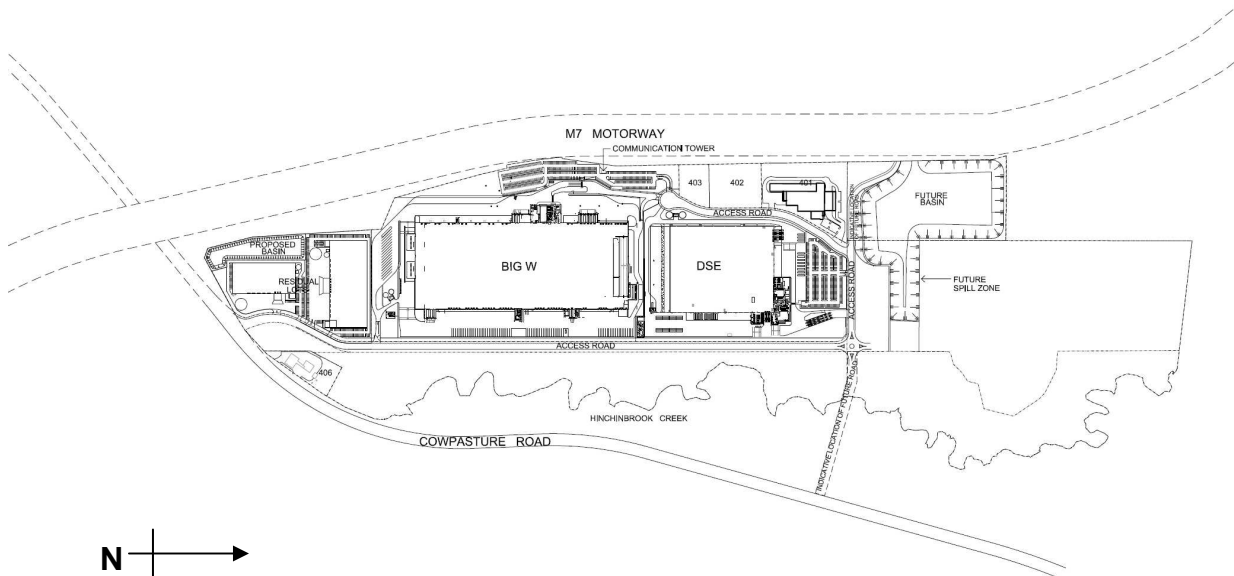 M7 MOTORWAY
COMMUNICATION TOWER
403
402
401
FUTURE
BASIN
ACCESS ROAD
PROPOSED
BASIN
RESIDUAL
BIG W
DSE
ACCESS ROAD
FUTURE
SPILL ZONE
ACCESS ROAD
406
HINCHINBROOK CREEK
COWPASTURE ROAD
INDICATIVE LOCATION OF FUTURE ROAD
N